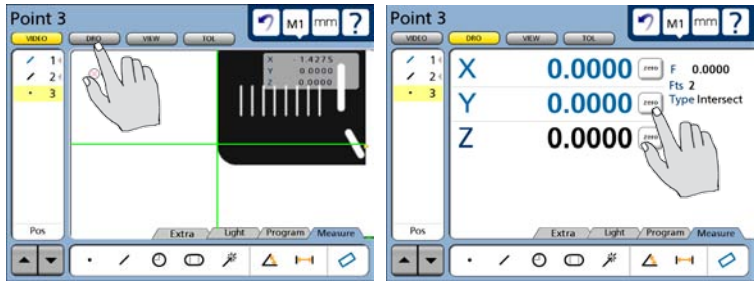 Point 3
M1 mm ?
VIDEO DRO VIEW TOL
1
2
3
X -1.4275
Y 0.0000
Z 0.0000
Pos
Extra Light Program Measure
Point 3
M1 mm ?
VIDEO DRO VIEW TOL
1
2
3
X 0.0000 zero F 0.0000
Fts 2
Y 0.0000 zero Type Intersect
Z 0.0000 zero
Pos
Extra Light Program Measure